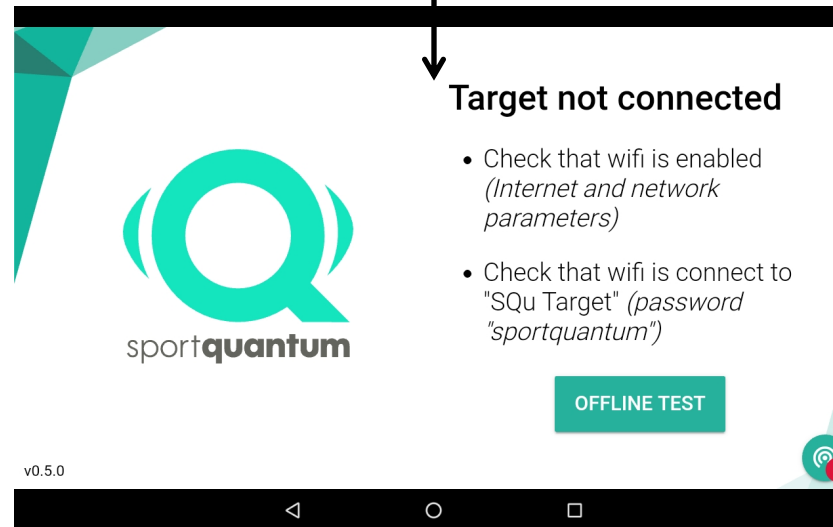 Target not connected
• Check that wifi is enabled
(Internet and network
parameters)
• Check that wifi is connect to
"SQu Target" (password
"sportquantum")
sportquantum
OFFLINE TEST
v0.5.0